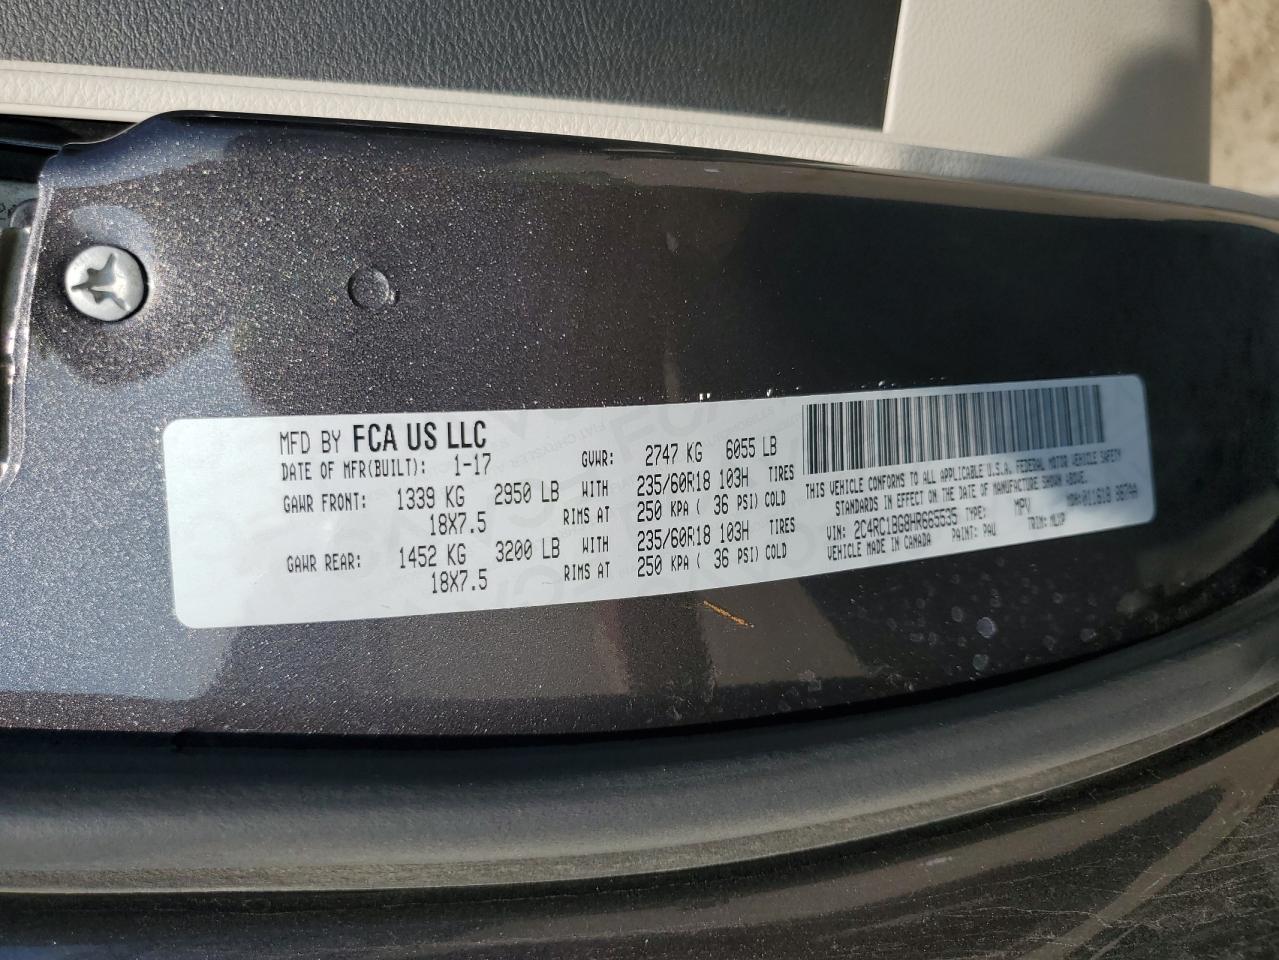 MFD BY FCA US LLC
DATE OF MFR(BUILT): 1-17 GVWR: 2747 KG 6055 LB
GAWR FRONT: 1339 KG 2950 LB WITH 235/60R18 103H TIRES
18X7.5 RIMS AT 250 KPA ( 36 PSI) COLD
GAWR REAR: 1452 KG 3200 LB WITH 235/60R18 103H TIRES
18X7.5 RIMS AT 250 KPA ( 36 PSI) COLD
THIS VEHICLE CONFORMS TO ALL APPLICABLE U.S.A. FEDERAL MOTOR VEHICLE SAFETY
STANDARDS IN EFFECT ON THE DATE OF MANUFACTURE SHOWN ABOVE.
VIN: 2C4RC1BG8HR665535 TYPE: MPV
VEHICLE MADE IN CANADA PAINT: PAU TRIM: MLXP